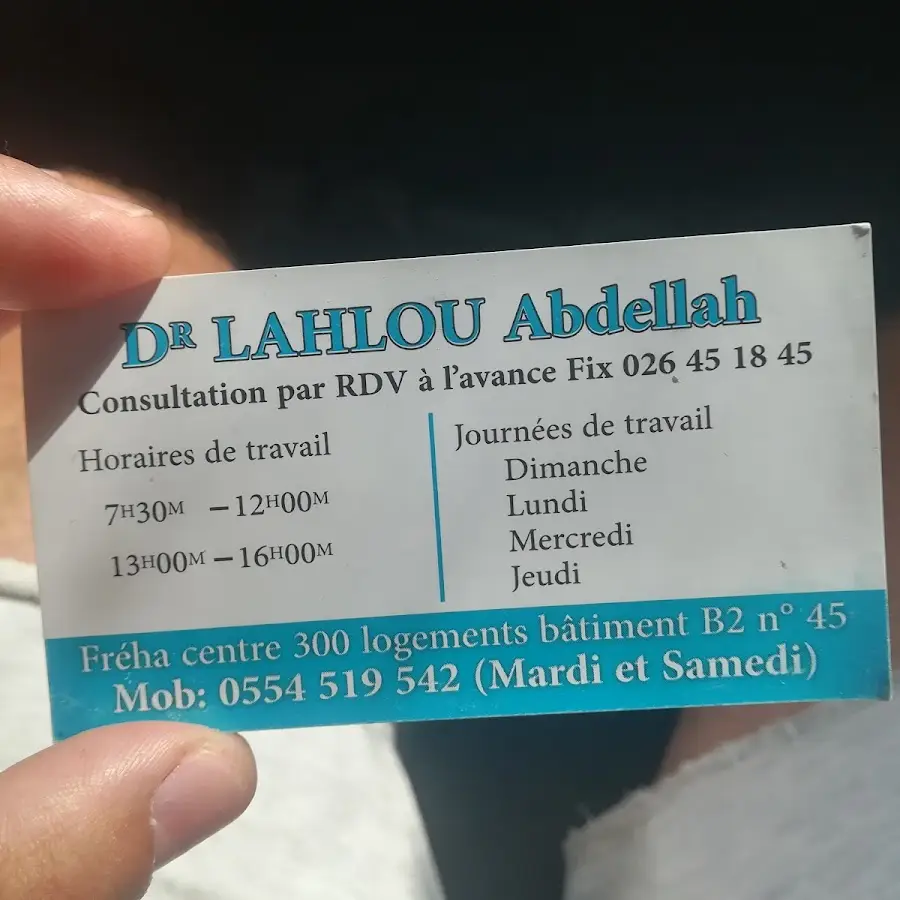 DR LAHLOU Abdellah
Consultation par RDV à l'avance Fix 026 45 18 45
Horaires de travail
7H30M – 12H00M
13H00M – 16H00M
Journées de travail
Dimanche
Lundi
Mercredi
Jeudi
Fréha centre 300 logements bâtiment B2 n° 45
Mob: 0554 519 542 (Mardi et Samedi)